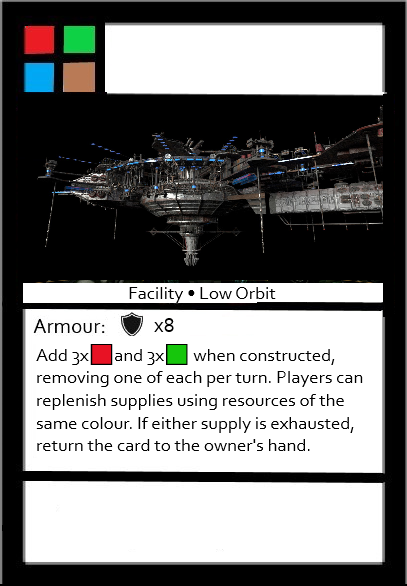 Facility • Low Orbit
Armour: x8
Add 3x and 3x when constructed,
removing one of each per turn. Players can
replenish supplies using resources of the
same colour. If either supply is exhausted,
return the card to the owner's hand.